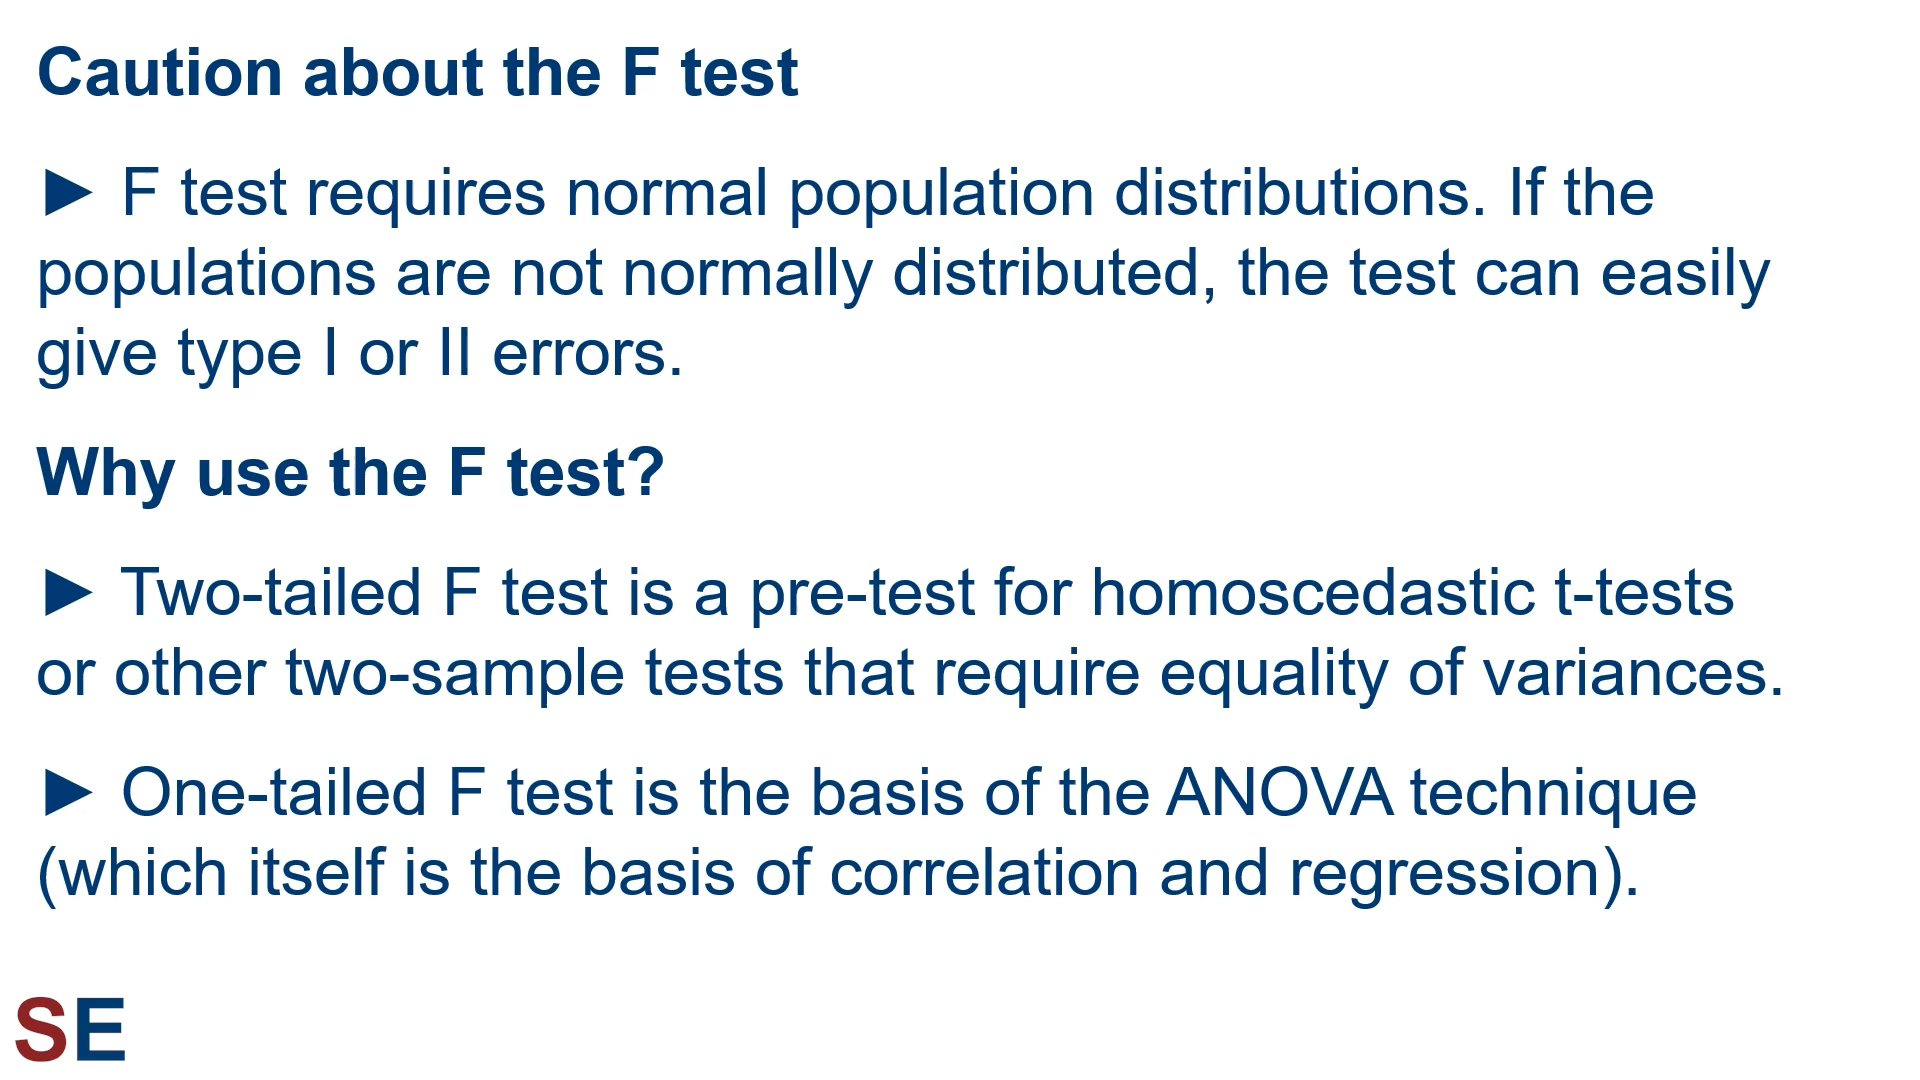 Caution about the F test
► F test requires normal population distributions. If the
populations are not normally distributed, the test can easily
give type I or II errors.
Why use the F test?
► Two-tailed F test is a pre-test for homoscedastic t-tests
or other two-sample tests that require equality of variances.
► One-tailed F test is the basis of the ANOVA technique
(which itself is the basis of correlation and regression).
SE